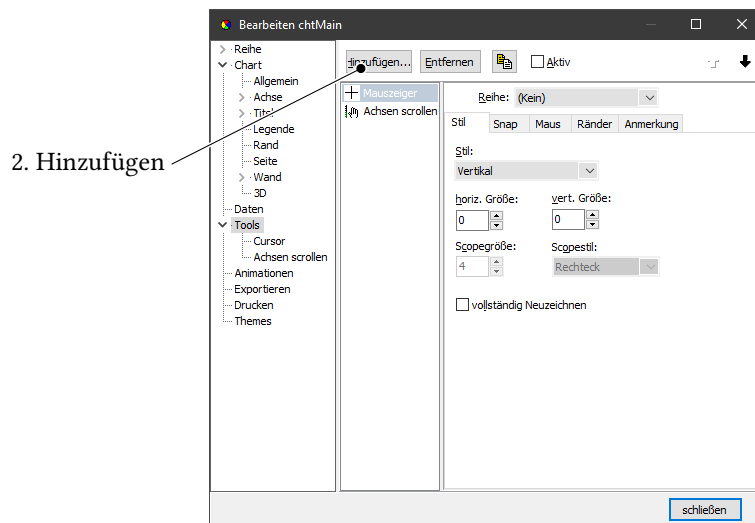 Bearbeiten chtMain
Reihe
Chart
Allgemein
Achse
Titel
Legende
Rand
Seite
Wand
3D
Daten
Tools
Cursor
Achsen scrollen
Animationen
Exportieren
Drucken
Themes
2. Hinzufügen
Hinzufügen... Entfernen Aktiv
Mauszeiger
Achsen scrollen
Reihe: (Kein)
Stil Snap Maus Ränder Anmerkung
Stil:
Vertikal
horiz. Größe: vert. Größe:
0 0
Scopegröße: Scopestil:
4 Rechteck
vollständig Neuzeichnen
schließen